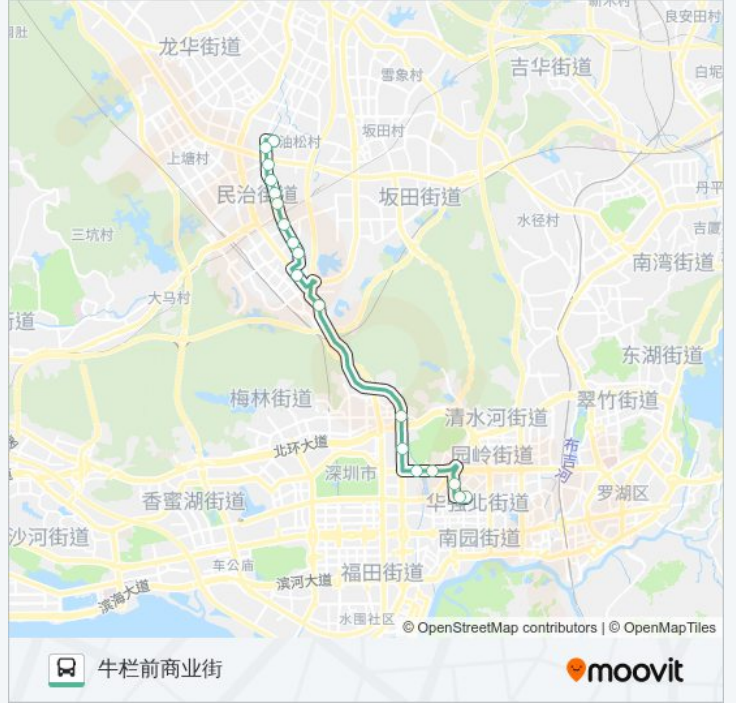 新木村
良安田村
龙华街道
吉华街道
雪象村
白坭
坂田村
油松村
上塘村
民治街道
坂田街道
丹平
水径村
吉厦
三坑村
南湾街道
大马村
街道
东湖街道
梅林街道
翠竹街道
清水河街道
北环大道
园岭街道
布吉河
深圳市
罗湖区
香蜜湖街道
华强北街道
沙河街道
南园街道
车公庙
福田街道
滨河大道
滨海大道
水围社区
© OpenStreetMap contributors | © OpenMapTiles
牛栏前商业街
moovit